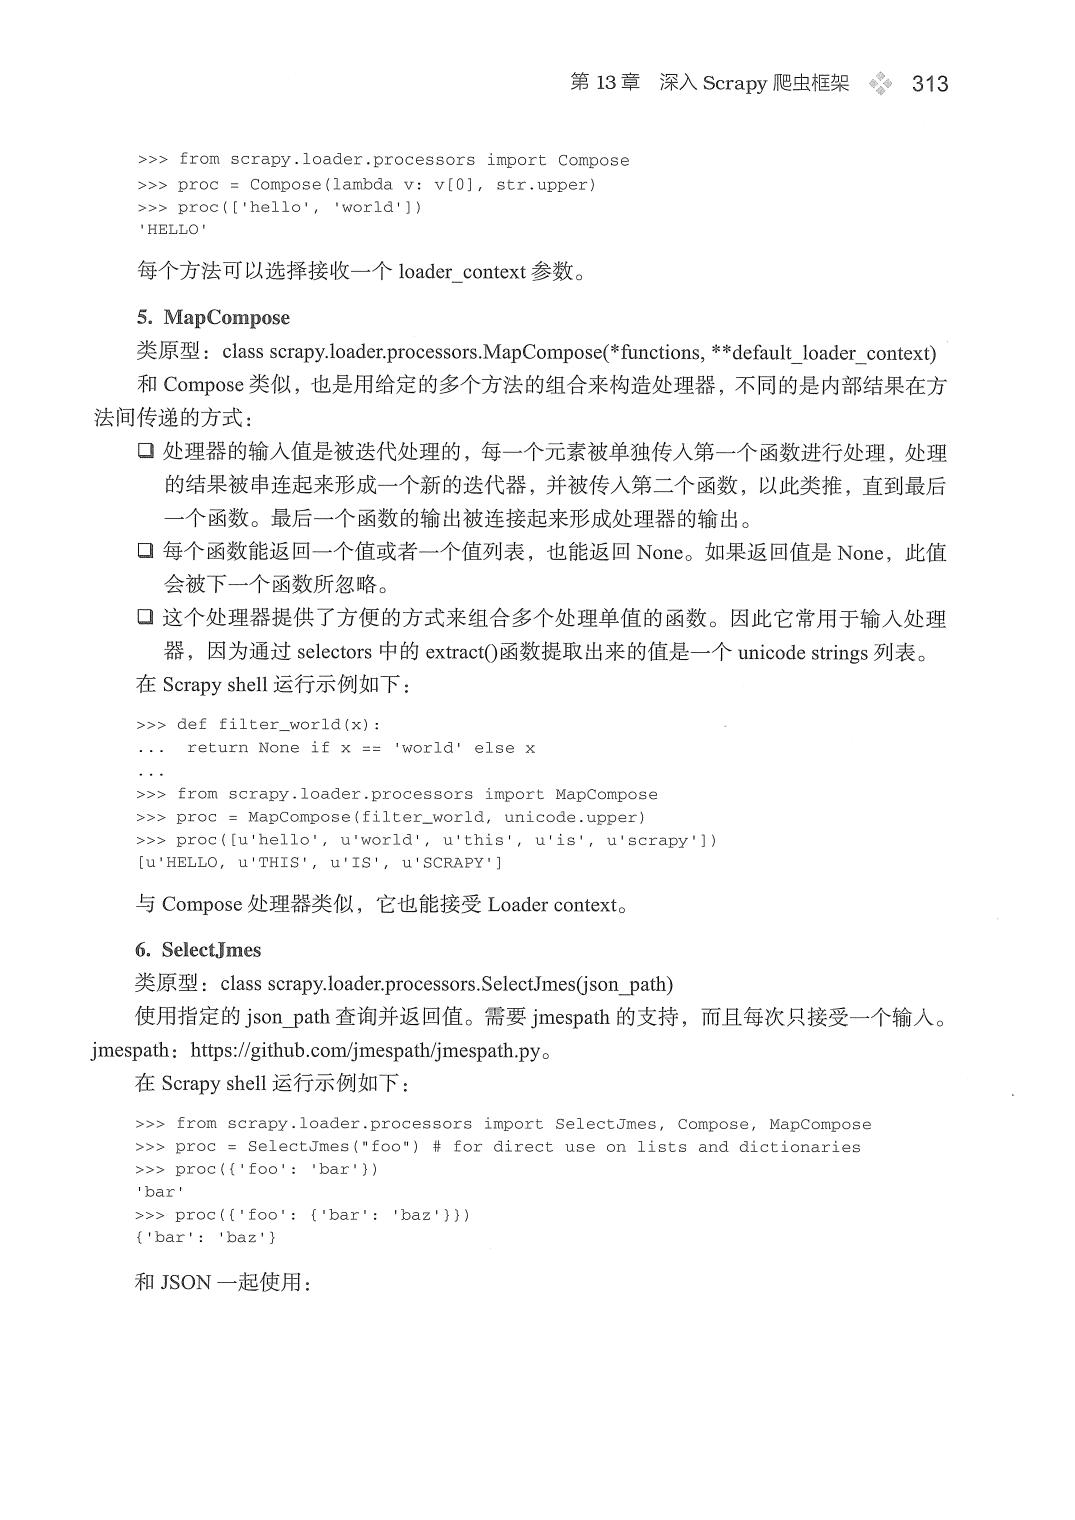 第 13 章 深入 Scrapy 爬虫框架 313
>>> from scrapy.loader.processors import Compose
>>> proc = Compose(lambda v: v[0], str.upper)
>>> proc(['hello', 'world'])
'HELLO'
每个方法可以选择接收一个 loader_context 参数。
5. MapCompose
类原型：class scrapy.loader.processors.MapCompose(*functions, **default_loader_context)
和 Compose 类似，也是用给定的多个方法的组合来构造处理器，不同的是内部结果在方
法间传递的方式：
❑ 处理器的输入值是被迭代处理的，每一个元素被单独传入第一个函数进行处理，处理
的结果被串连起来形成一个新的迭代器，并被传入第二个函数，以此类推，直到最后
一个函数。最后一个函数的输出被连接起来形成处理器的输出。
❑ 每个函数能返回一个值或者一个值列表，也能返回 None。如果返回值是 None，此值
会被下一个函数所忽略。
❑ 这个处理器提供了方便的方式来组合多个处理单值的函数。因此它常用于输入处理
器，因为通过 selectors 中的 extract()函数提取出来的值是一个 unicode strings 列表。
在 Scrapy shell 运行示例如下：
>>> def filter_world(x):
...  return None if x == 'world' else x
...
>>> from scrapy.loader.processors import MapCompose
>>> proc = MapCompose(filter_world, unicode.upper)
>>> proc([u'hello', u'world', u'this', u'is', u'scrapy'])
[u'HELLO, u'THIS', u'IS', u'SCRAPY']
与 Compose 处理器类似，它也能接受 Loader context。
6. SelectJmes
类原型：class scrapy.loader.processors.SelectJmes(json_path)
使用指定的 json_path 查询并返回值。需要 jmespath 的支持，而且每次只接受一个输入。
jmespath：https://github.com/jmespath/jmespath.py。
在 Scrapy shell 运行示例如下：
>>> from scrapy.loader.processors import SelectJmes, Compose, MapCompose
>>> proc = SelectJmes("foo") # for direct use on lists and dictionaries
>>> proc({'foo': 'bar'})
'bar'
>>> proc({'foo': {'bar': 'baz'}})
{'bar': 'baz'}
和 JSON 一起使用：